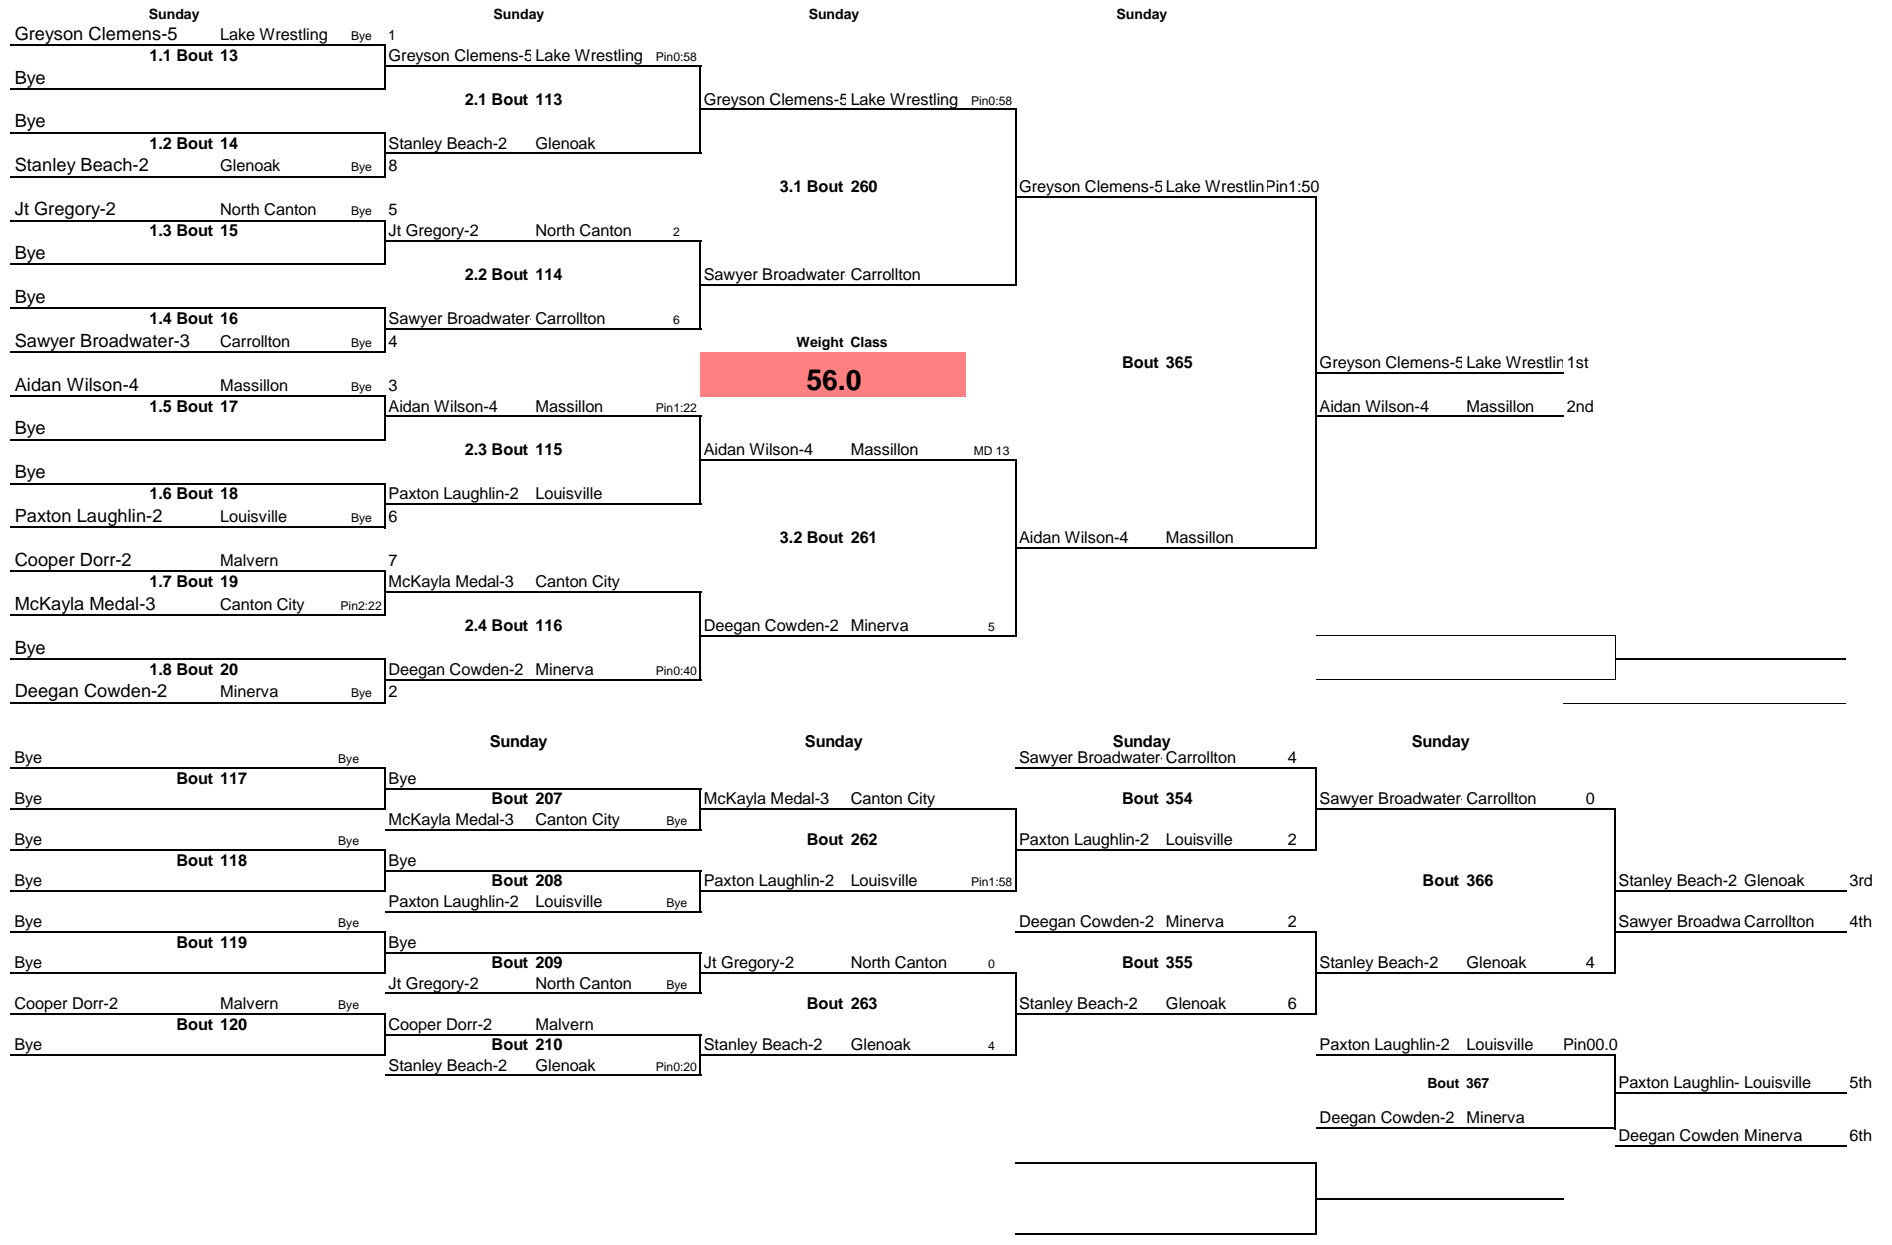 Sunday Sunday Sunday Sunday
Greyson Clemens-5 Lake Wrestling Bye 1
1.1 Bout 13 Greyson Clemens-5 Lake Wrestling Pin0:58
Bye
2.1 Bout 113 Greyson Clemens-5 Lake Wrestling Pin0:58
Bye
1.2 Bout 14 Stanley Beach-2 Glenoak
Stanley Beach-2 Glenoak Bye 8
3.1 Bout 260 Greyson Clemens-5 Lake Wrestlin Pin1:50
Jt Gregory-2 North Canton Bye 5
1.3 Bout 15 Jt Gregory-2 North Canton 2
Bye
2.2 Bout 114 Sawyer Broadwater- Carrollton
Bye
1.4 Bout 16 Sawyer Broadwater- Carrollton 6
Sawyer Broadwater-3 Carrollton Bye 4 Weight Class
Bout 365 Greyson Clemens-5 Lake Wrestlin 1st
56.0
Aidan Wilson-4 Massillon Bye 3
1.5 Bout 17 Aidan Wilson-4 Massillon Pin1:22 Aidan Wilson-4 Massillon 2nd
Bye
2.3 Bout 115 Aidan Wilson-4 Massillon MD 13
Bye
1.6 Bout 18 Paxton Laughlin-2 Louisville
Paxton Laughlin-2 Louisville Bye 6
3.2 Bout 261 Aidan Wilson-4 Massillon
Cooper Dorr-2 Malvern 7
1.7 Bout 19 McKayla Medal-3 Canton City
McKayla Medal-3 Canton City Pin2:22
2.4 Bout 116 Deegan Cowden-2 Minerva 5
Bye
1.8 Bout 20 Deegan Cowden-2 Minerva Pin0:40
Deegan Cowden-2 Minerva Bye 2
Sunday Sunday Sunday Sunday
Bye Bye Sawyer Broadwater- Carrollton 4
Bout 117 Bye
Bye Bout 207 McKayla Medal-3 Canton City Bout 354 Sawyer Broadwater- Carrollton 0
McKayla Medal-3 Canton City Bye
Bye Bye Bout 262 Paxton Laughlin-2 Louisville 2
Bout 118 Bye
Bye Bout 208 Paxton Laughlin-2 Louisville Pin1:58 Bout 366 Stanley Beach-2 Glenoak 3rd
Paxton Laughlin-2 Louisville Bye
Bye Bye Deegan Cowden-2 Minerva 2 Sawyer Broadwa Carrollton 4th
Bout 119 Bye
Bye Bout 209 Jt Gregory-2 North Canton 0 Bout 355 Stanley Beach-2 Glenoak 4
Jt Gregory-2 North Canton Bye
Cooper Dorr-2 Malvern Bye Bout 263 Stanley Beach-2 Glenoak 6
Bout 120 Cooper Dorr-2 Malvern
Bye Bout 210 Stanley Beach-2 Glenoak 4 Paxton Laughlin-2 Louisville Pin00.0
Stanley Beach-2 Glenoak Pin0:20
Bout 367 Paxton Laughlin- Louisville 5th
Deegan Cowden-2 Minerva
Deegan Cowden Minerva 6th